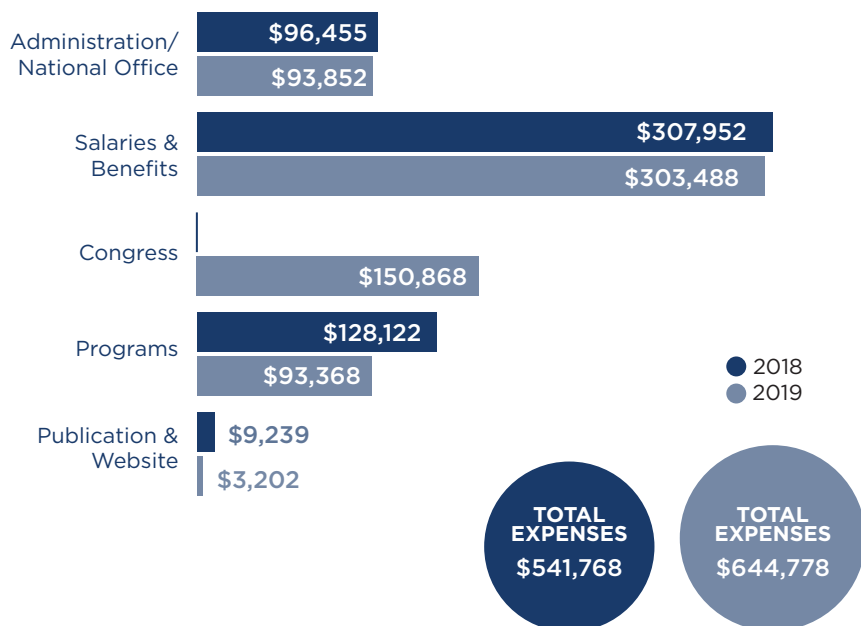 Administration/
National Office
$96,455
$93,852
Salaries &
Benefits
$307,952
$303,488
Congress
$150,868
Programs
$128,122
$93,368
Publication &
Website
$9,239
$3,202
2018
2019
TOTAL
EXPENSES
$541,768
TOTAL
EXPENSES
$644,778